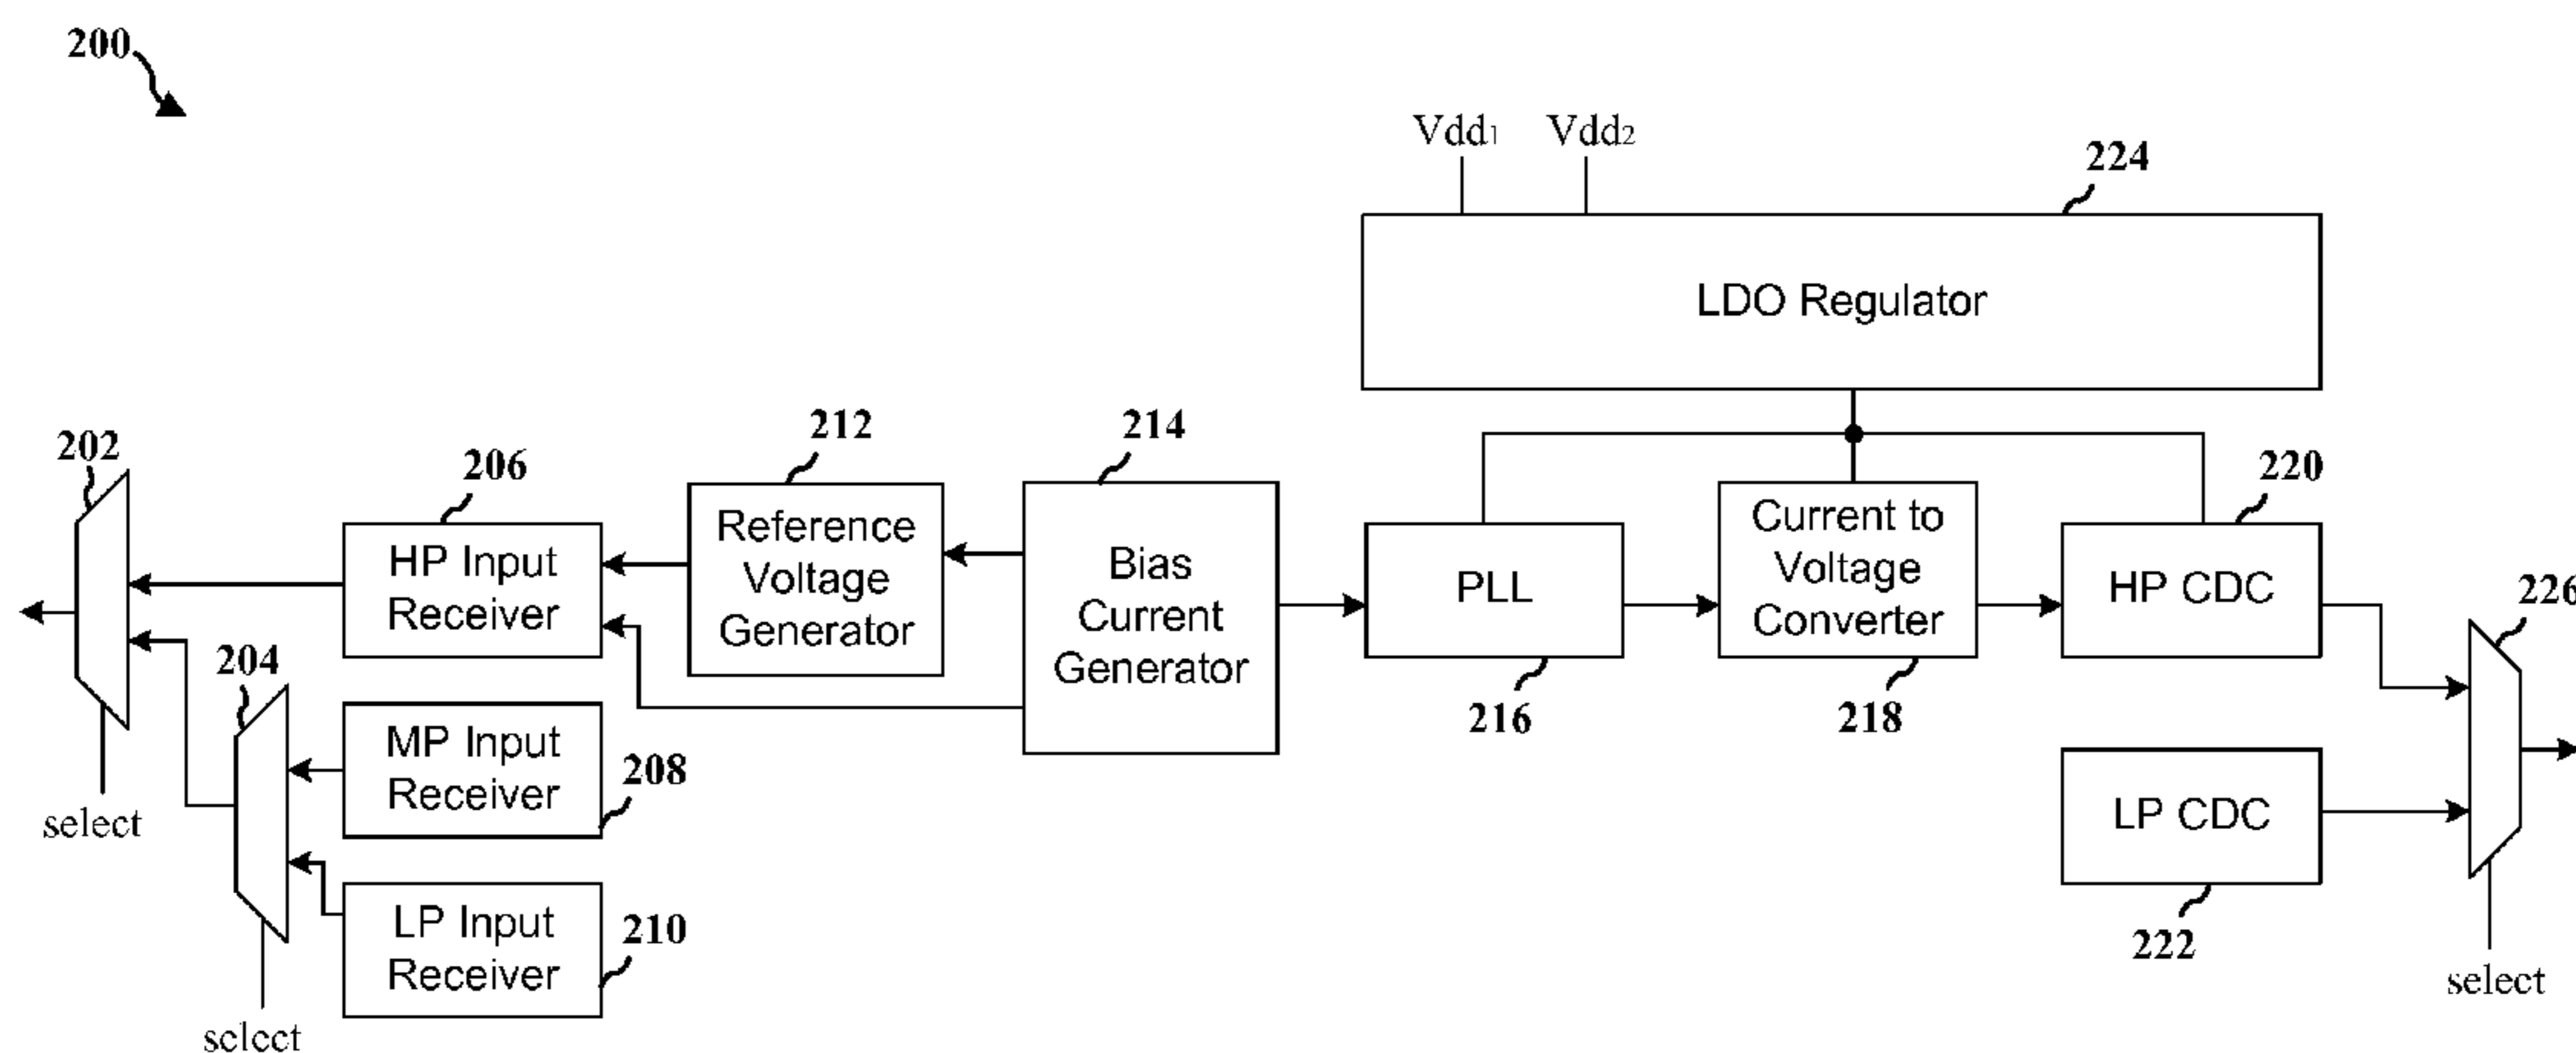 200
Vdd1 Vdd2
224
LDO Regulator
202
206
212
214
220
226
HP Input
Receiver
Reference
Voltage
Generator
Bias
Current
Generator
PLL
Current to
Voltage
Converter
HP CDC
204
216
218
MP Input
Receiver
208
select
LP CDC
LP Input
Receiver
210
222
select
select